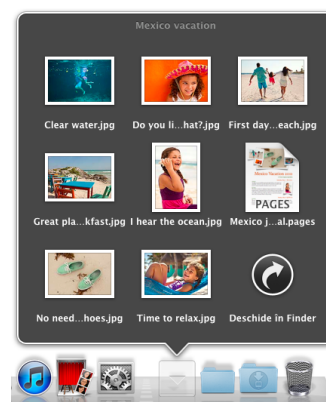 Mexico vacation
Clear water.jpg
Do you li...hat?.jpg
First day...each.jpg
Great pla...kfast.jpg
I hear the ocean.jpg
PAGES
Mexico j...al.pages
No need...hoes.jpg
Time to relax.jpg
Deschide în Finder